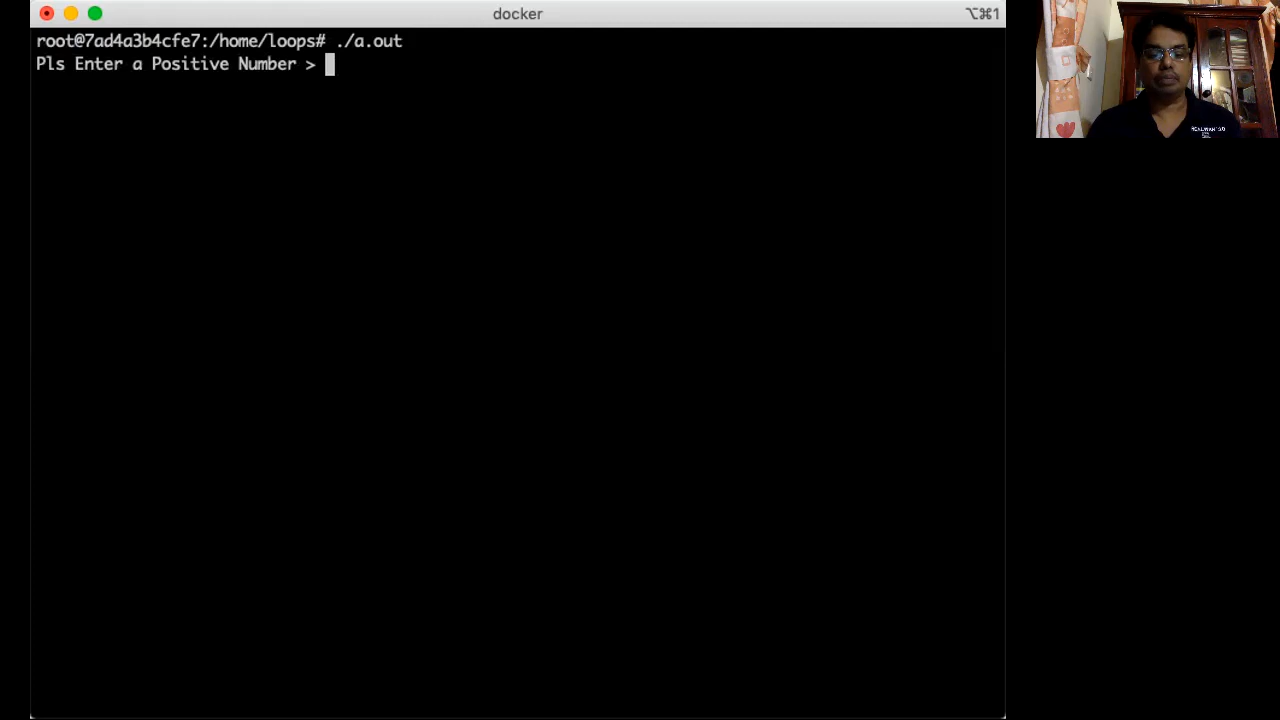 docker
⌥⌘1
root@7ad4a3b4cfe7:/home/loops# ./a.out
Pls Enter a Positive Number >